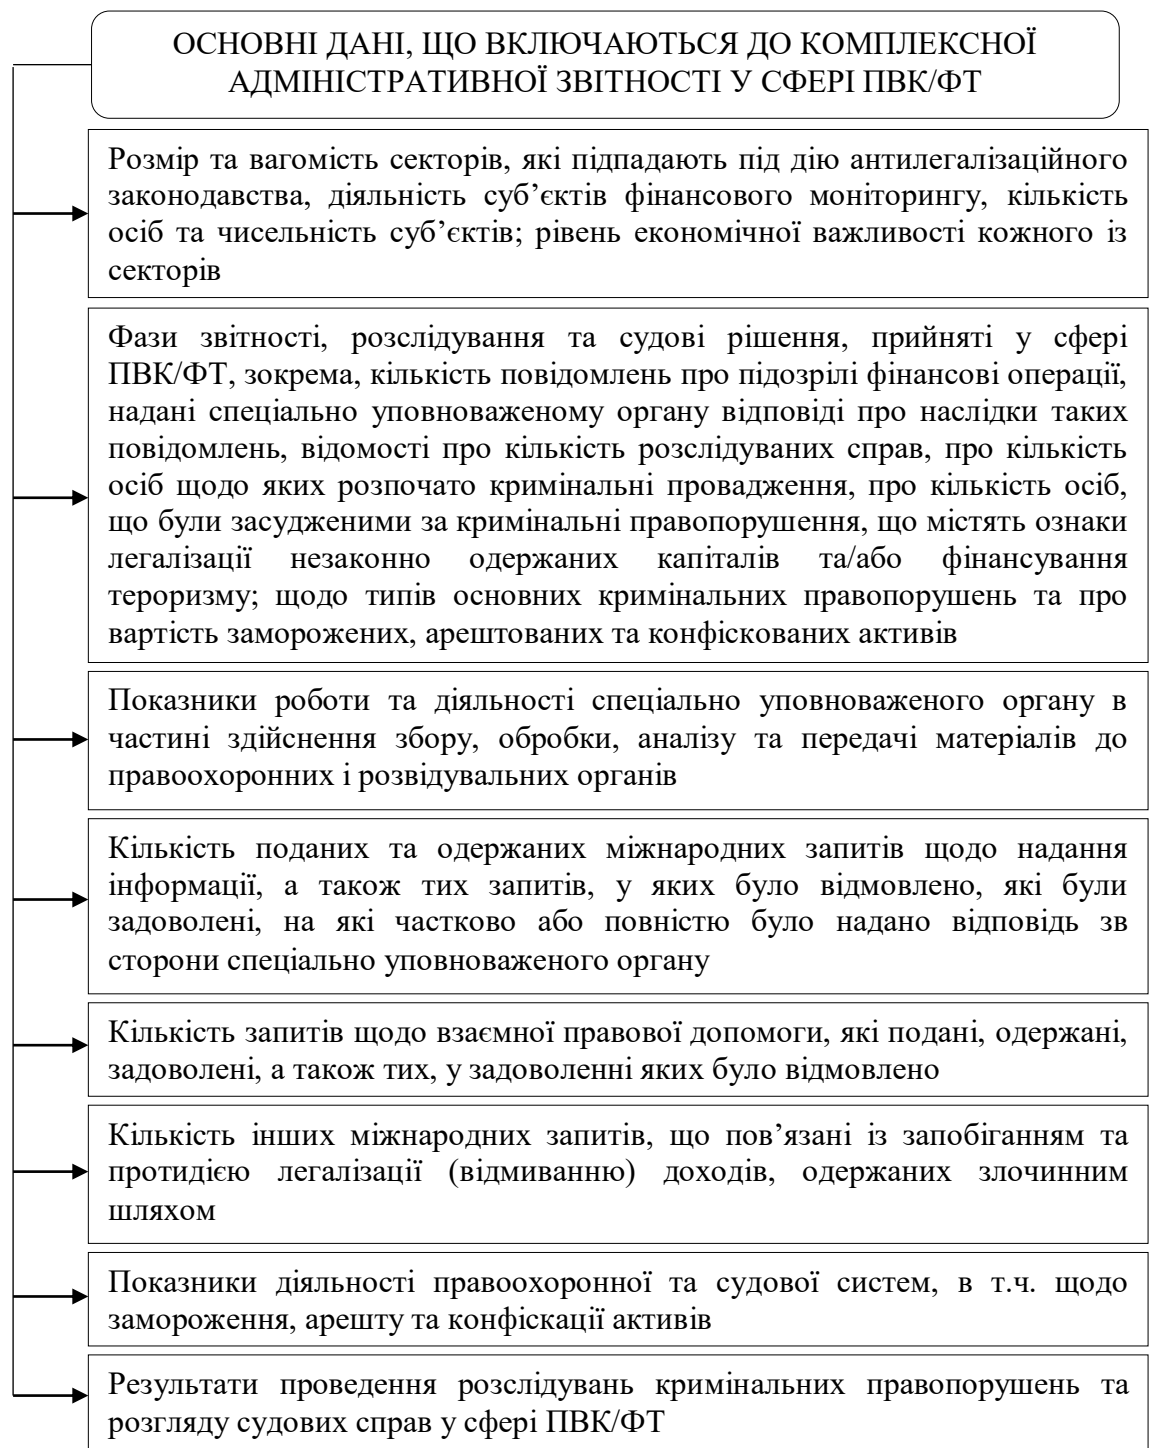 ОСНОВНІ ДАНІ, ЩО ВКЛЮЧАЮТЬСЯ ДО КОМПЛЕКСНОЇ
АДМІНІСТРАТИВНОЇ ЗВІТНОСТІ У СФЕРІ ПВК/ФТ
Розмір та вагомість секторів, які підпадають під дію антилегалізаційного
законодавства, діяльність суб’єктів фінансового моніторингу, кількість
осіб та чисельність суб’єктів; рівень економічної важливості кожного із
секторів
Фази звітності, розслідування та судові рішення, прийняті у сфері
ПВК/ФТ, зокрема, кількість повідомлень про підозрілі фінансові операції,
надані спеціально уповноваженому органу відповіді про наслідки таких
повідомлень, відомості про кількість розслідуваних справ, про кількість
осіб щодо яких розпочато кримінальні провадження, про кількість осіб,
що були засудженими за кримінальні правопорушення, що містять ознаки
легалізації незаконно одержаних капіталів та/або фінансування
тероризму; щодо типів основних кримінальних правопорушень та про
вартість заморожених, арештованих та конфіскованих активів
Показники роботи та діяльності спеціально уповноваженого органу в
частині здійснення збору, обробки, аналізу та передачі матеріалів до
правоохоронних і розвідувальних органів
Кількість поданих та одержаних міжнародних запитів щодо надання
інформації, а також тих запитів, у яких було відмовлено, які були
задоволені, на які частково або повністю було надано відповідь зв
сторони спеціально уповноваженого органу
Кількість запитів щодо взаємної правової допомоги, які подані, одержані,
задоволені, а також тих, у задоволенні яких було відмовлено
Кількість інших міжнародних запитів, що пов’язані із запобіганням та
протидією легалізації (відмиванню) доходів, одержаних злочинним
шляхом
Показники діяльності правоохоронної та судової систем, в т.ч. щодо
замороження, арешту та конфіскації активів
Результати проведення розслідувань кримінальних правопорушень та
розгляду судових справ у сфері ПВК/ФТ